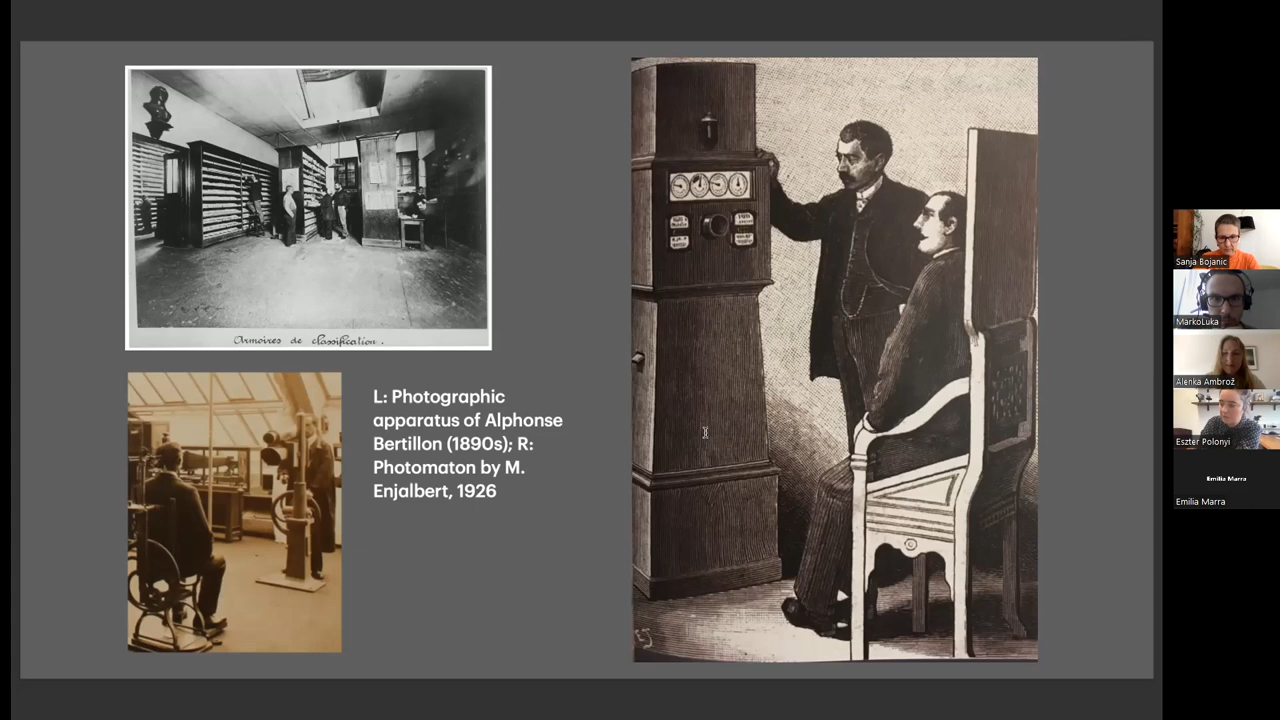 Armoires de classification.
L: Photographic
apparatus of Alphonse
Bertillon (1890s); R:
Photomaton by M.
Enjalbert, 1926
Sanja Bojanic
MarkoLuka
Alenka Ambrož
Eszter Polonyi
Emilia Marra
Emilia Marra